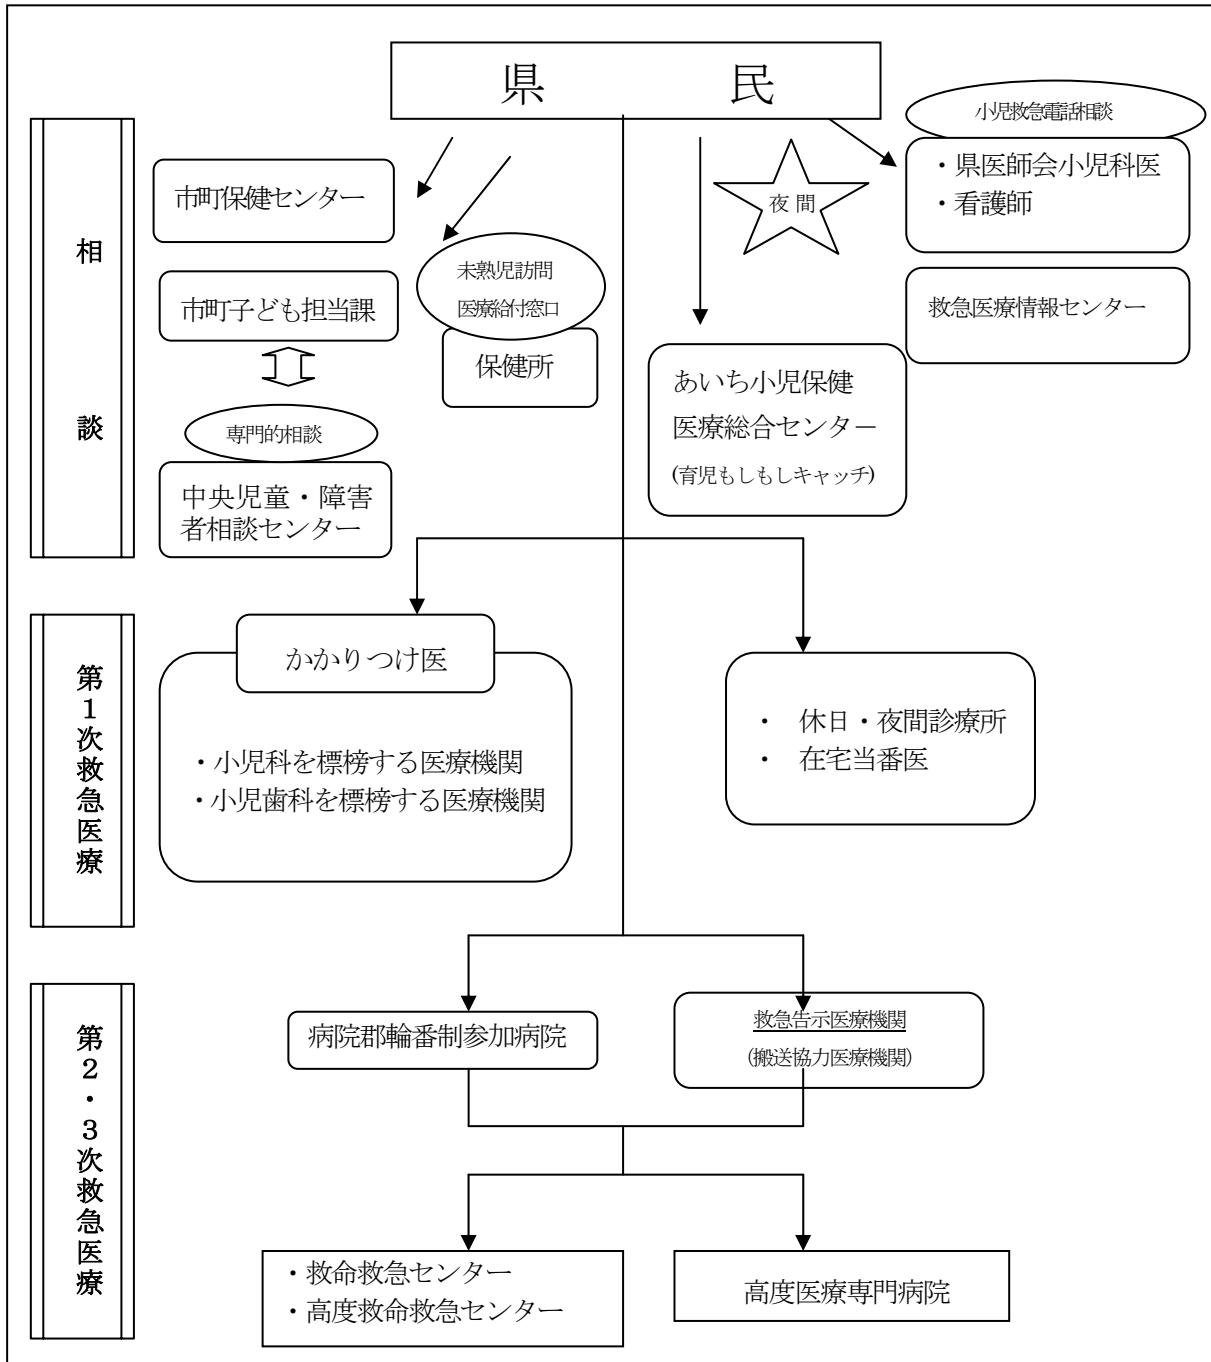 県　民
小児救急電話相談
・県医師会小児科医
・看護師
夜 間
救急医療情報センター
相談
市町保健センター
市町子ども担当課
未熟児訪問
医療給付窓口
保健所
専門的相談
中央児童・障害
者相談センター
あいち小児保健
医療総合センタ－
(育児もしもしキャッチ)
第１次救急医療
かかりつけ医
・小児科を標榜する医療機関
・小児歯科を標榜する医療機関
・　休日・夜間診療所
・　在宅当番医
第２・３次救急医療
病院郡輪番制参加病院
救急告示医療機関
(搬送協力医療機関)
・救命救急センター
・高度救命救急センター
高度医療専門病院